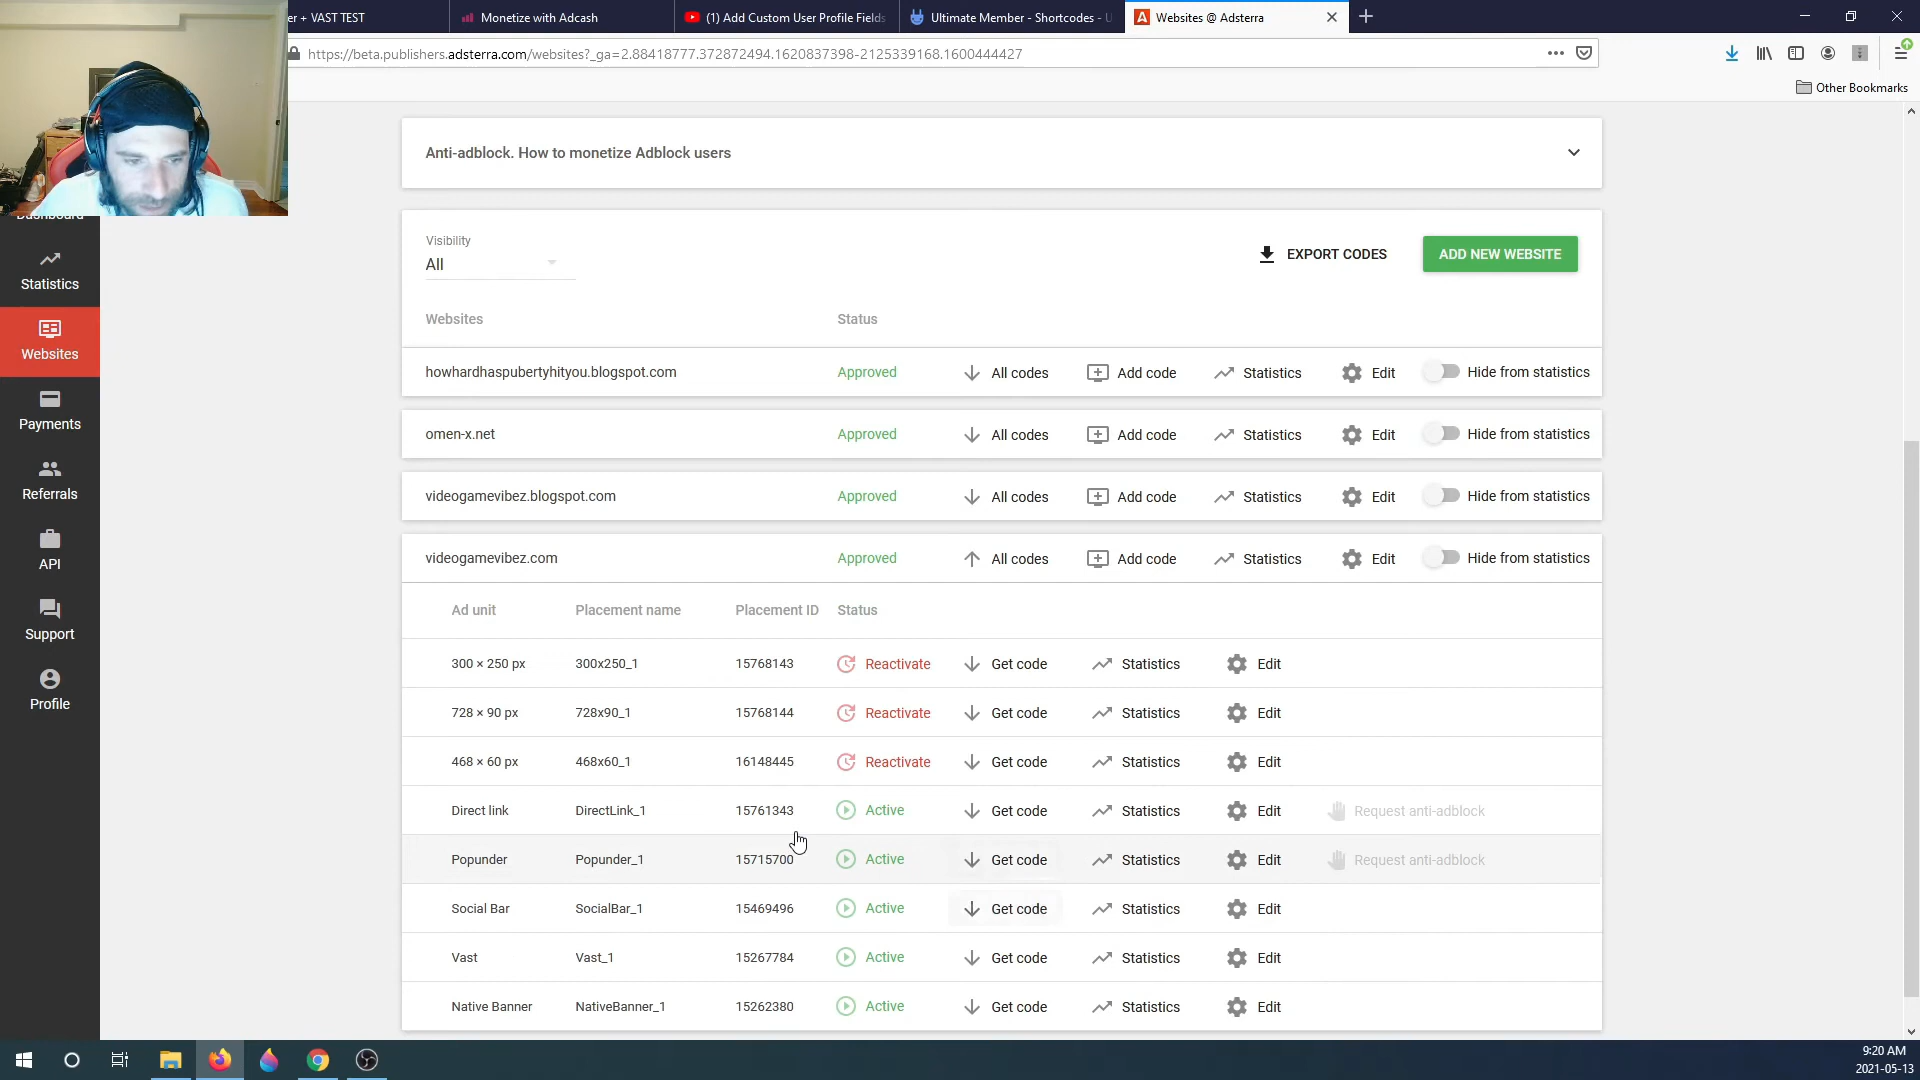 er + VAST TEST
Monetize with Adcash
(1) Add Custom User Profile Fields
Ultimate Member - Shortcodes - U
Websites @ Adsterra
https://beta.publishers.adsterra.com/websites?_ga=2.88418777.372872494.1620837398-2125339168.1600444427
Other Bookmarks
Anti-adblock. How to monetize Adblock users
Dashboard
Statistics
Websites
Payments
Referrals
API
Support
Profile
Visibility
All
EXPORT CODES
ADD NEW WEBSITE
Websites Status
howhardhaspubertyhityou.blogspot.com Approved All codes Add code Statistics Edit Hide from statistics
omen-x.net Approved All codes Add code Statistics Edit Hide from statistics
videogamevibez.blogspot.com Approved All codes Add code Statistics Edit Hide from statistics
videogamevibez.com Approved All codes Add code Statistics Edit Hide from statistics
Ad unit Placement name Placement ID Status
300 × 250 px 300x250_1 15768143 Reactivate Get code Statistics Edit
728 × 90 px 728x90_1 15768144 Reactivate Get code Statistics Edit
468 × 60 px 468x60_1 16148445 Reactivate Get code Statistics Edit
Direct link DirectLink_1 15761343 Active Get code Statistics Edit Request anti-adblock
Popunder Popunder_1 15715700 Active Get code Statistics Edit Request anti-adblock
Social Bar SocialBar_1 15469496 Active Get code Statistics Edit
Vast Vast_1 15267784 Active Get code Statistics Edit
Native Banner NativeBanner_1 15262380 Active Get code Statistics Edit
9:20 AM
2021-05-13